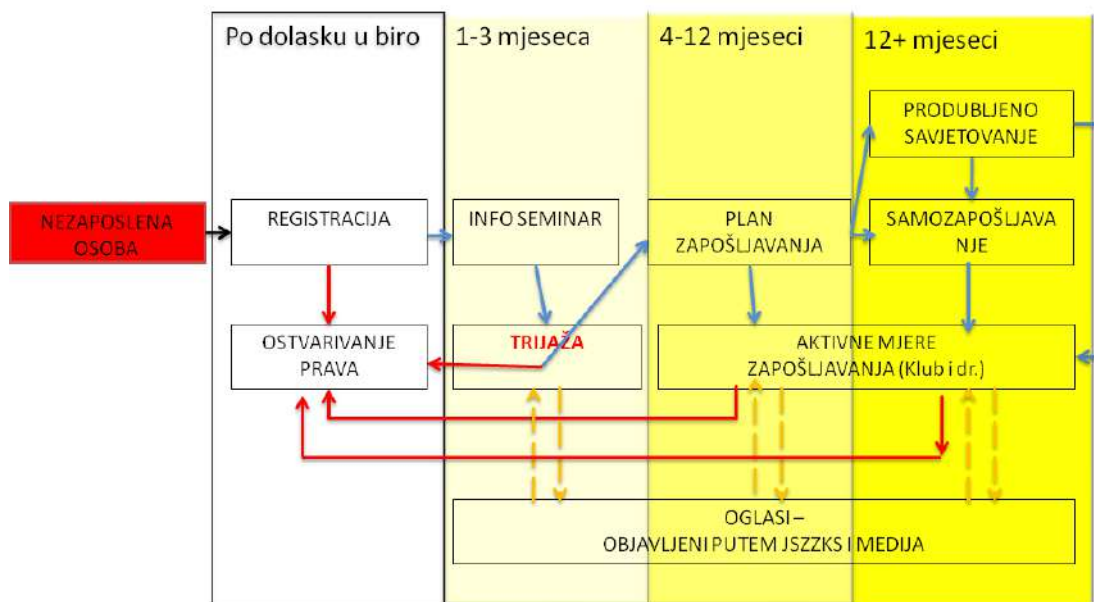 Po dolasku u biro
1-3 mjeseca
4-12 mjeseci
12+ mjeseci
PRODUBLJENO
SAVJETOVANJE
NEZAPOSLENA
OSOBA
REGISTRACIJA
INFO SEMINAR
PLAN
ZAPOŠLJAVANJA
SAMOZAPOŠLJAVA
NJE
OSTVARIVANJE
PRAVA
TRIJAŽA
AKTIVNE MJERE
ZAPOŠLJAVANJA (Klub i dr.)
OGLASI –
OBJAVLJENI PUTEM JSZZKS I MEDIJA